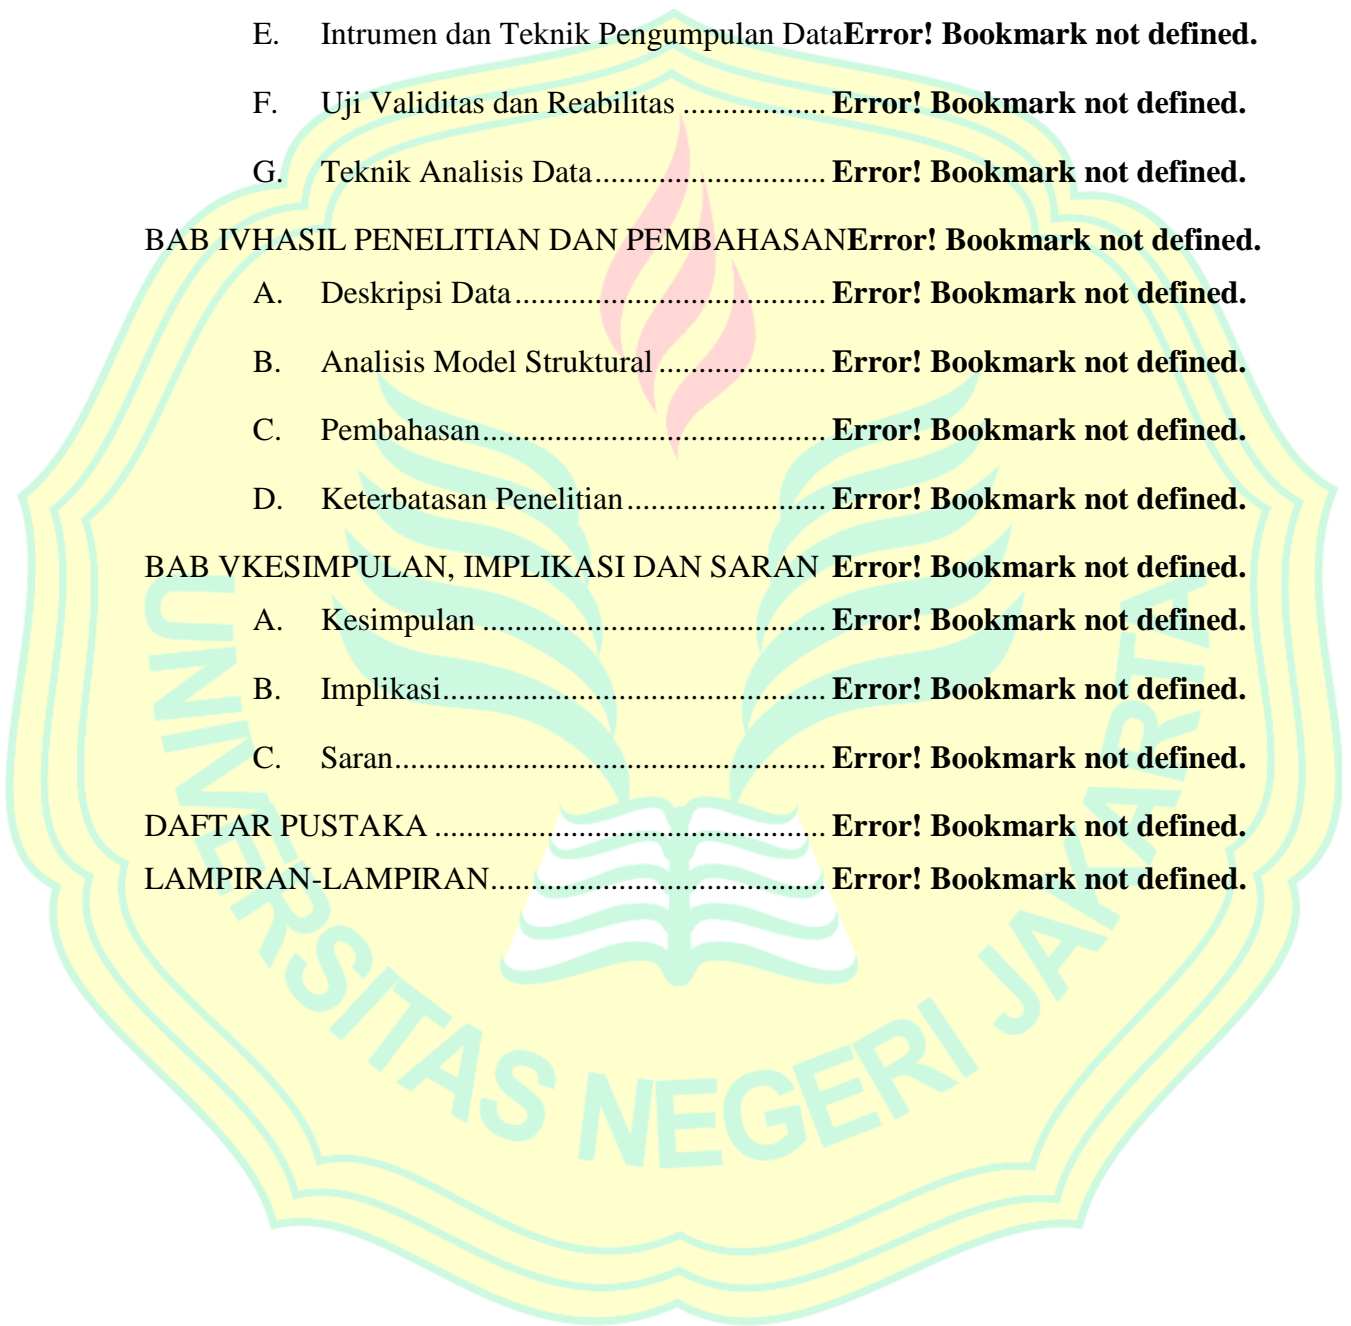 E. Intrumen dan Teknik Pengumpulan DataError! Bookmark not defined.
F. Uji Validitas dan Reabilitas .................. Error! Bookmark not defined.
G. Teknik Analisis Data............................. Error! Bookmark not defined.
BAB IVHASIL PENELITIAN DAN PEMBAHASANError! Bookmark not defined.
A. Deskripsi Data....................................... Error! Bookmark not defined.
B. Analisis Model Struktural ..................... Error! Bookmark not defined.
C. Pembahasan........................................... Error! Bookmark not defined.
D. Keterbatasan Penelitian......................... Error! Bookmark not defined.
BAB VKESIMPULAN, IMPLIKASI DAN SARAN Error! Bookmark not defined.
A. Kesimpulan ........................................... Error! Bookmark not defined.
B. Implikasi................................................ Error! Bookmark not defined.
C. Saran...................................................... Error! Bookmark not defined.
DAFTAR PUSTAKA ................................................. Error! Bookmark not defined.
LAMPIRAN-LAMPIRAN.......................................... Error! Bookmark not defined.
UNIVERSITAS NEGERI JAKARTA